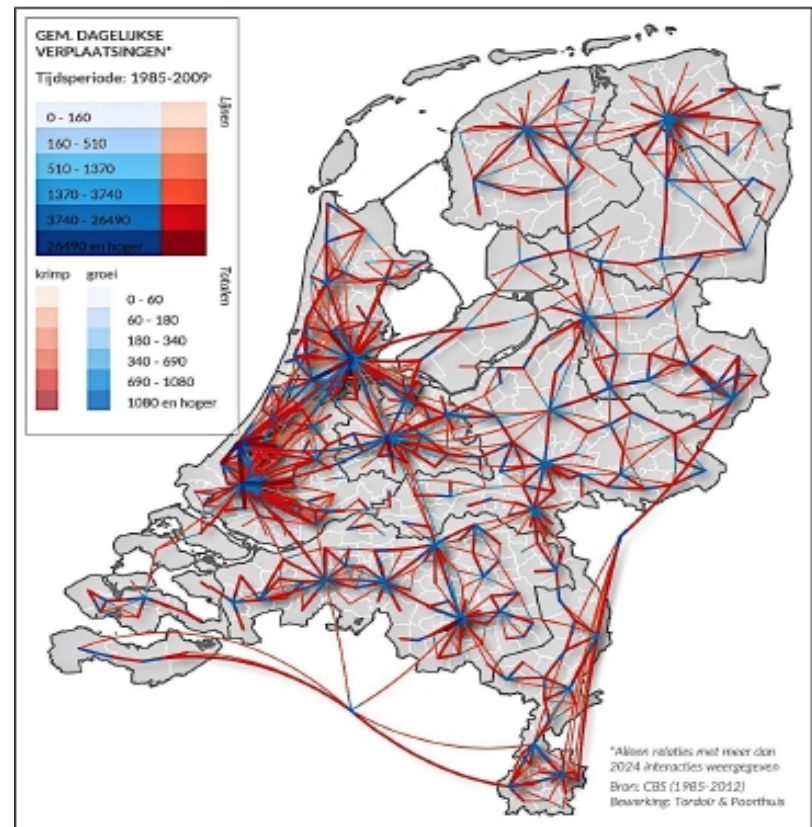 GEM. DAGELIJKSE
VERPLAATSINGEN*
Tijdsperiode: 1985-2009*
Lijnen
0 - 160
160 - 510
510 - 1370
1370 - 3740
3740 - 26490
26490 en hoger
krimp groei
Totalen
0 - 60
60 - 180
180 - 340
340 - 690
690 - 1080
1080 en hoger
*Alleen relaties met meer dan
2024 interacties weergegeven
Bron: CBS (1985-2012)
Bewerking: Tordoir & Poorthuis